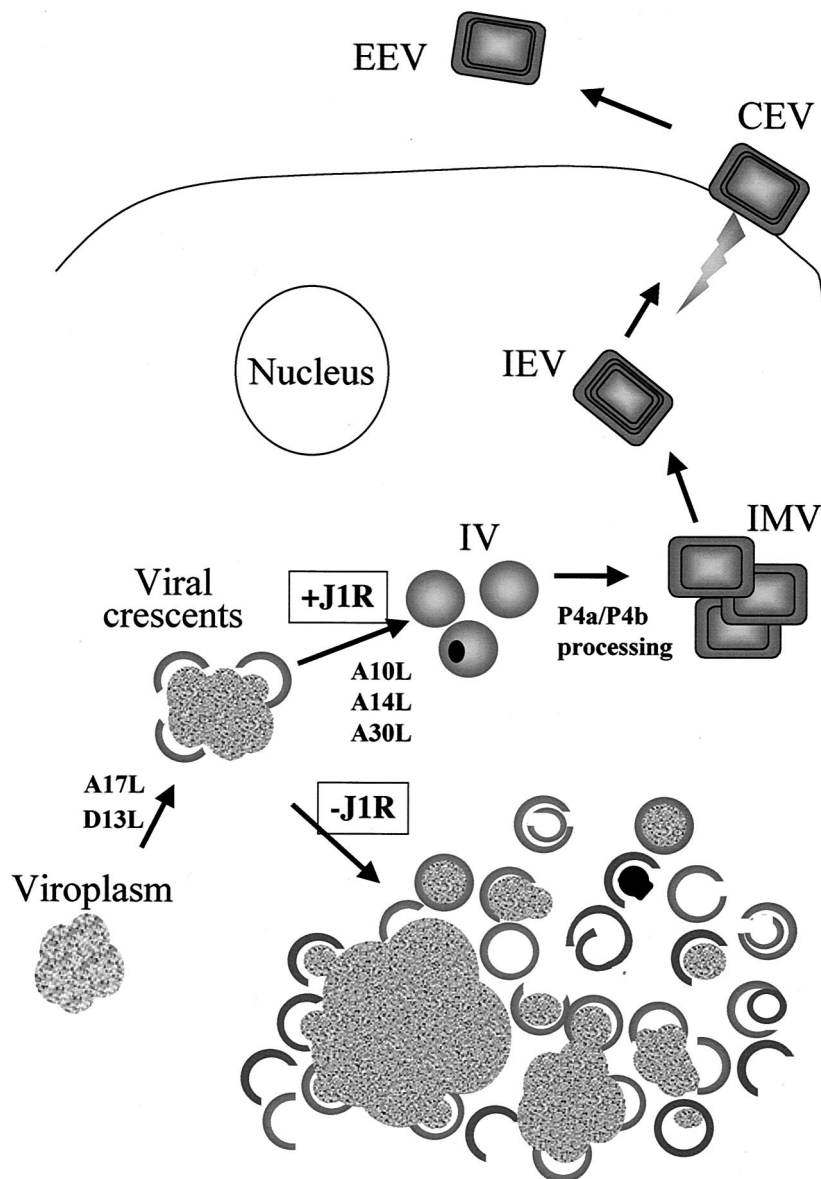 EEV
CEV
Nucleus
IEV
IMV
IV
Viral
crescents
+J1R
P4a/P4b
processing
A10L
A14L
A30L
A17L
D13L
-J1R
Viroplasm